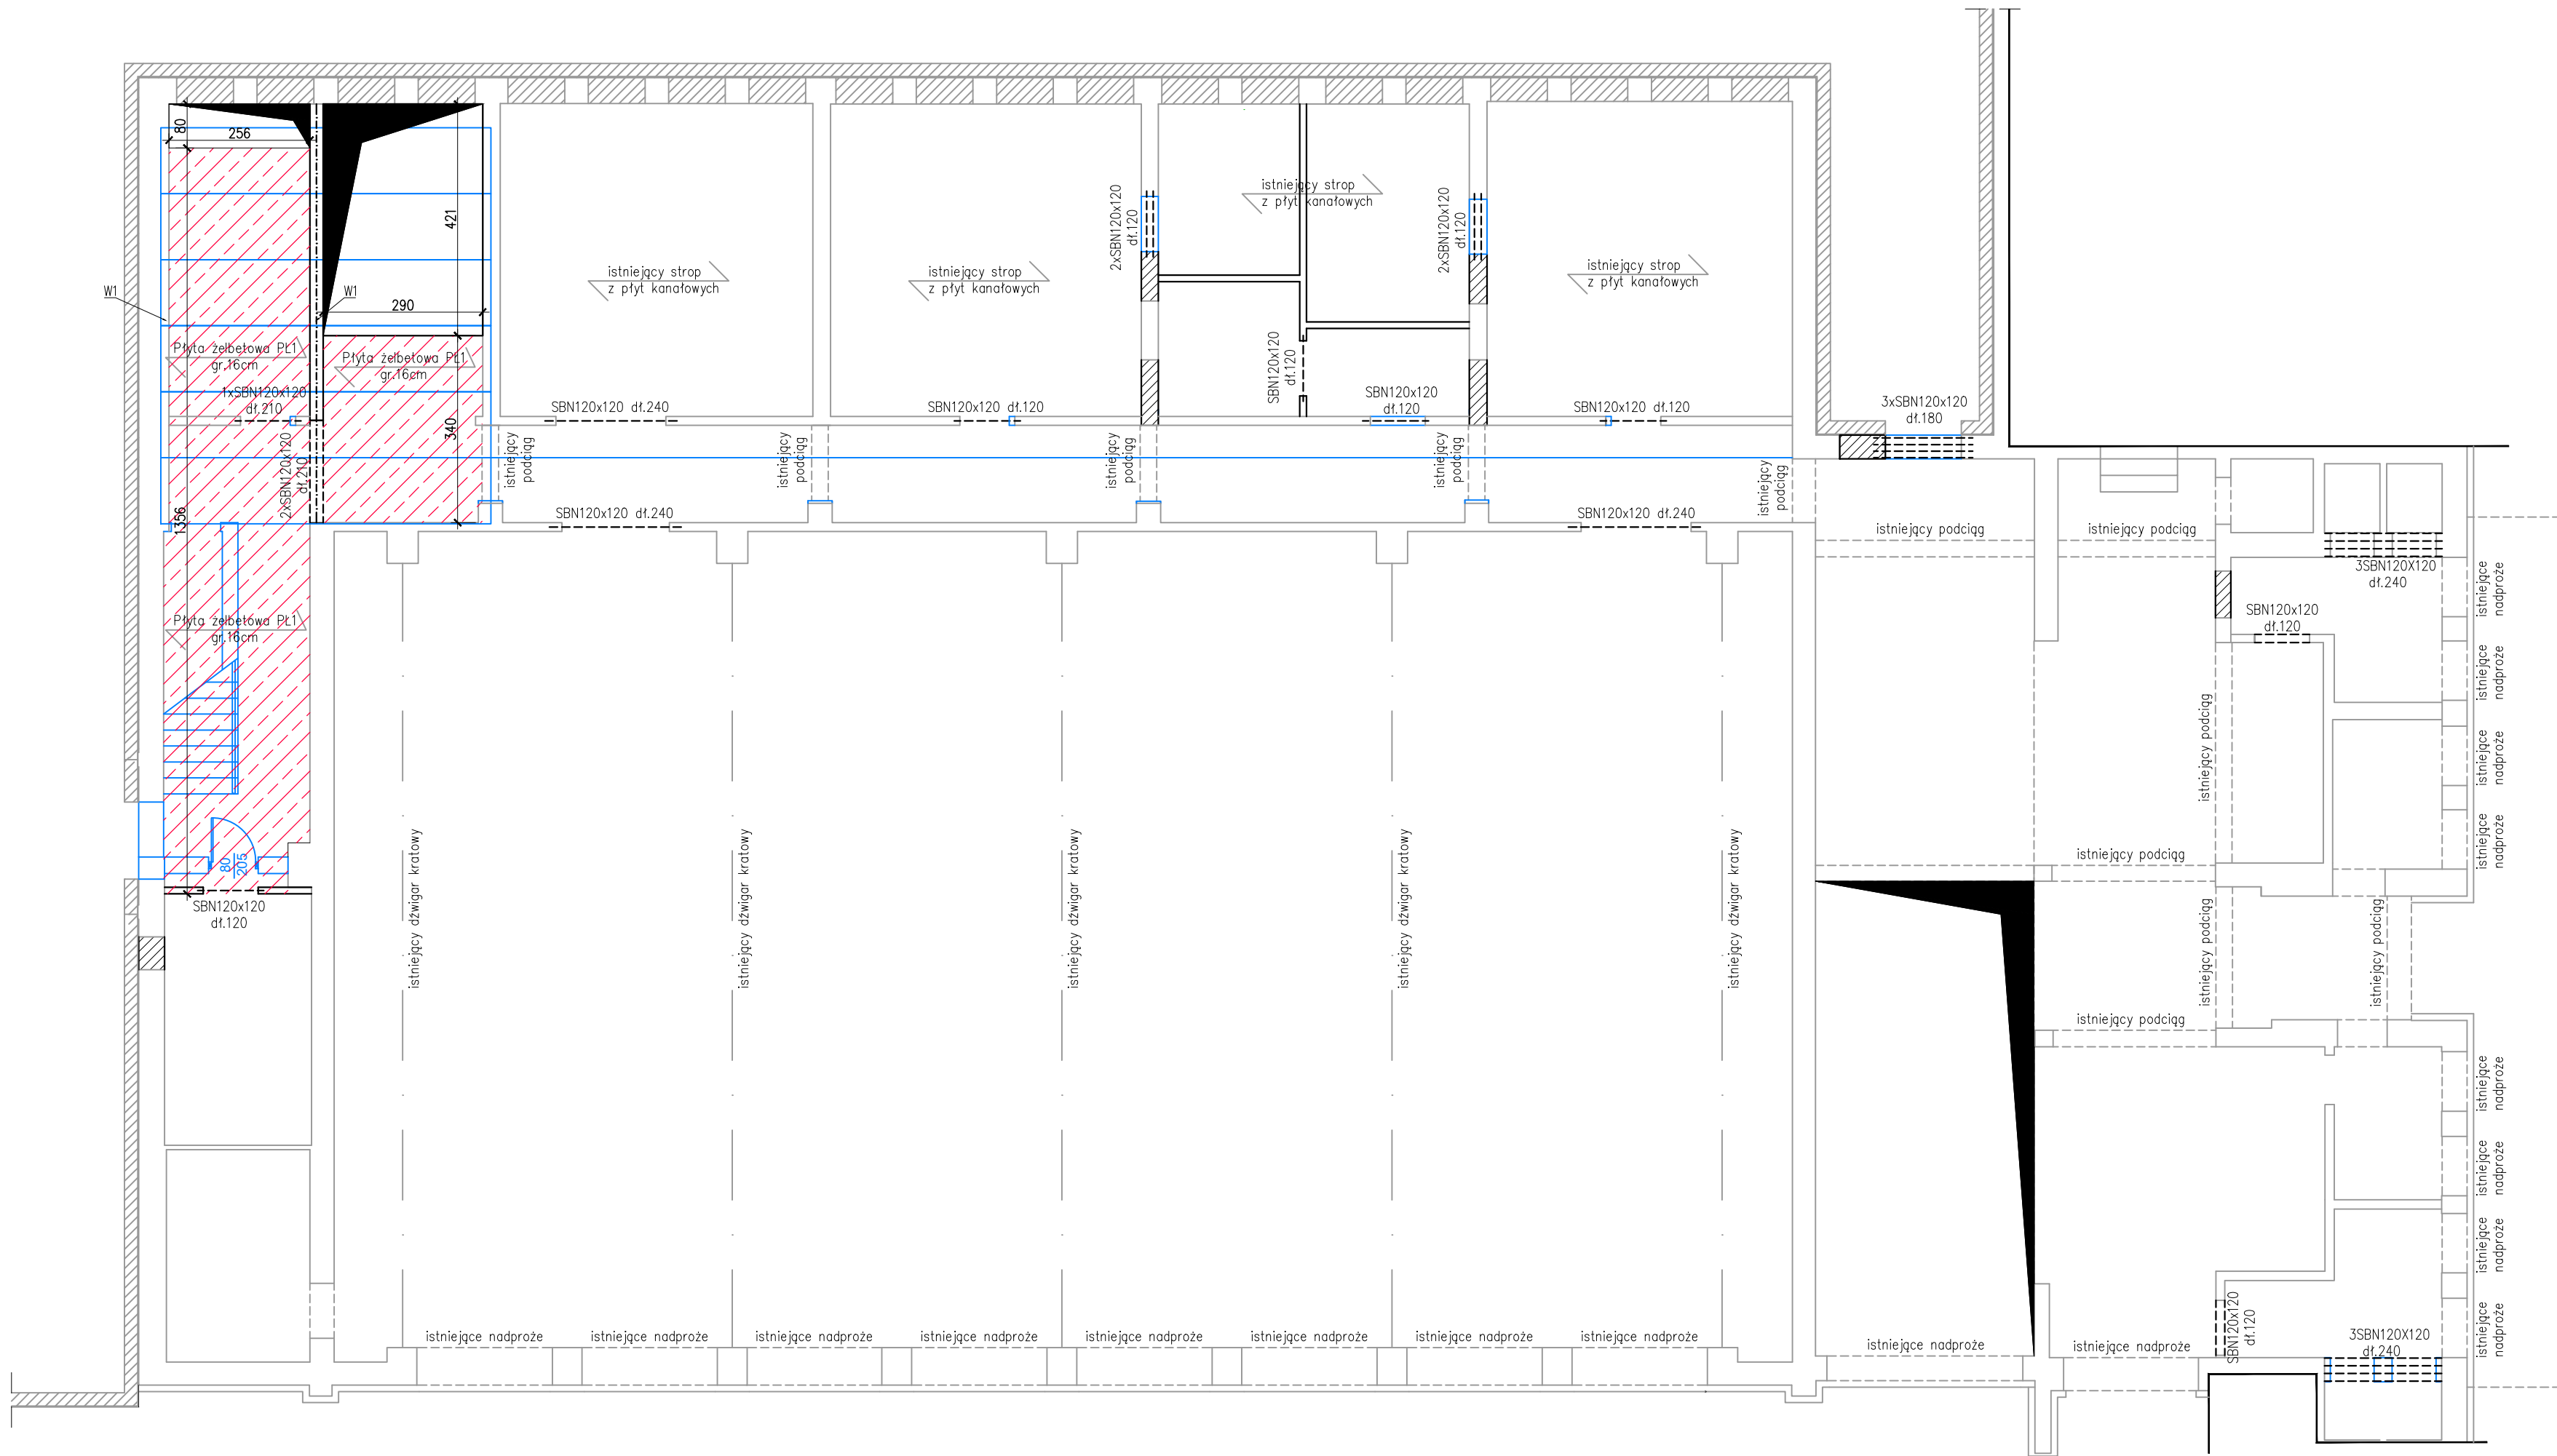 80
256
421
W1
W1
290
Płyta żelbetowa PŁ1
gr.16cm
Płyta żelbetowa PŁ1
gr.16cm
1xSBN120x120
dł.210
340
2xSBN120x120
dł.210
1356
Płyta żelbetowa PŁ1
gr.16cm
80
205
SBN120x120
dł.120
istniejący strop
z płyt kanałowych
istniejący strop
z płyt kanałowych
istniejący strop
z płyt kanałowych
istniejący strop
z płyt kanałowych
2xSBN120x120
dł.120
2xSBN120x120
dł.120
SBN120x120
dł.120
SBN120x120 dł.240
SBN120x120 dł.120
SBN120x120
dł.120
SBN120x120 dł.120
3xSBN120x120
dł.180
istniejący
podciąg
istniejący
podciąg
istniejący
podciąg
istniejący
podciąg
istniejący
podciąg
SBN120x120 dł.240
SBN120x120 dł.240
istniejący podciąg
istniejący podciąg
3SBN120X120
dł.240
SBN120x120
dł.120
istniejące
nadproże
istniejące
nadproże
istniejące
nadproże
istniejące
nadproże
istniejący podciąg
istniejący podciąg
istniejący podciąg
istniejący podciąg
istniejący podciąg
istniejący dźwigar kratowy
istniejący dźwigar kratowy
istniejący dźwigar kratowy
istniejący dźwigar kratowy
istniejący dźwigar kratowy
istniejące
nadproże
istniejące
nadproże
istniejące
nadproże
istniejące
nadproże
istniejące nadproże
istniejące nadproże
istniejące nadproże
istniejące nadproże
istniejące nadproże
istniejące nadproże
istniejące nadproże
istniejące nadproże
istniejące nadproże
istniejące nadproże
SBN120x120
dł.120
3SBN120X120
dł.240